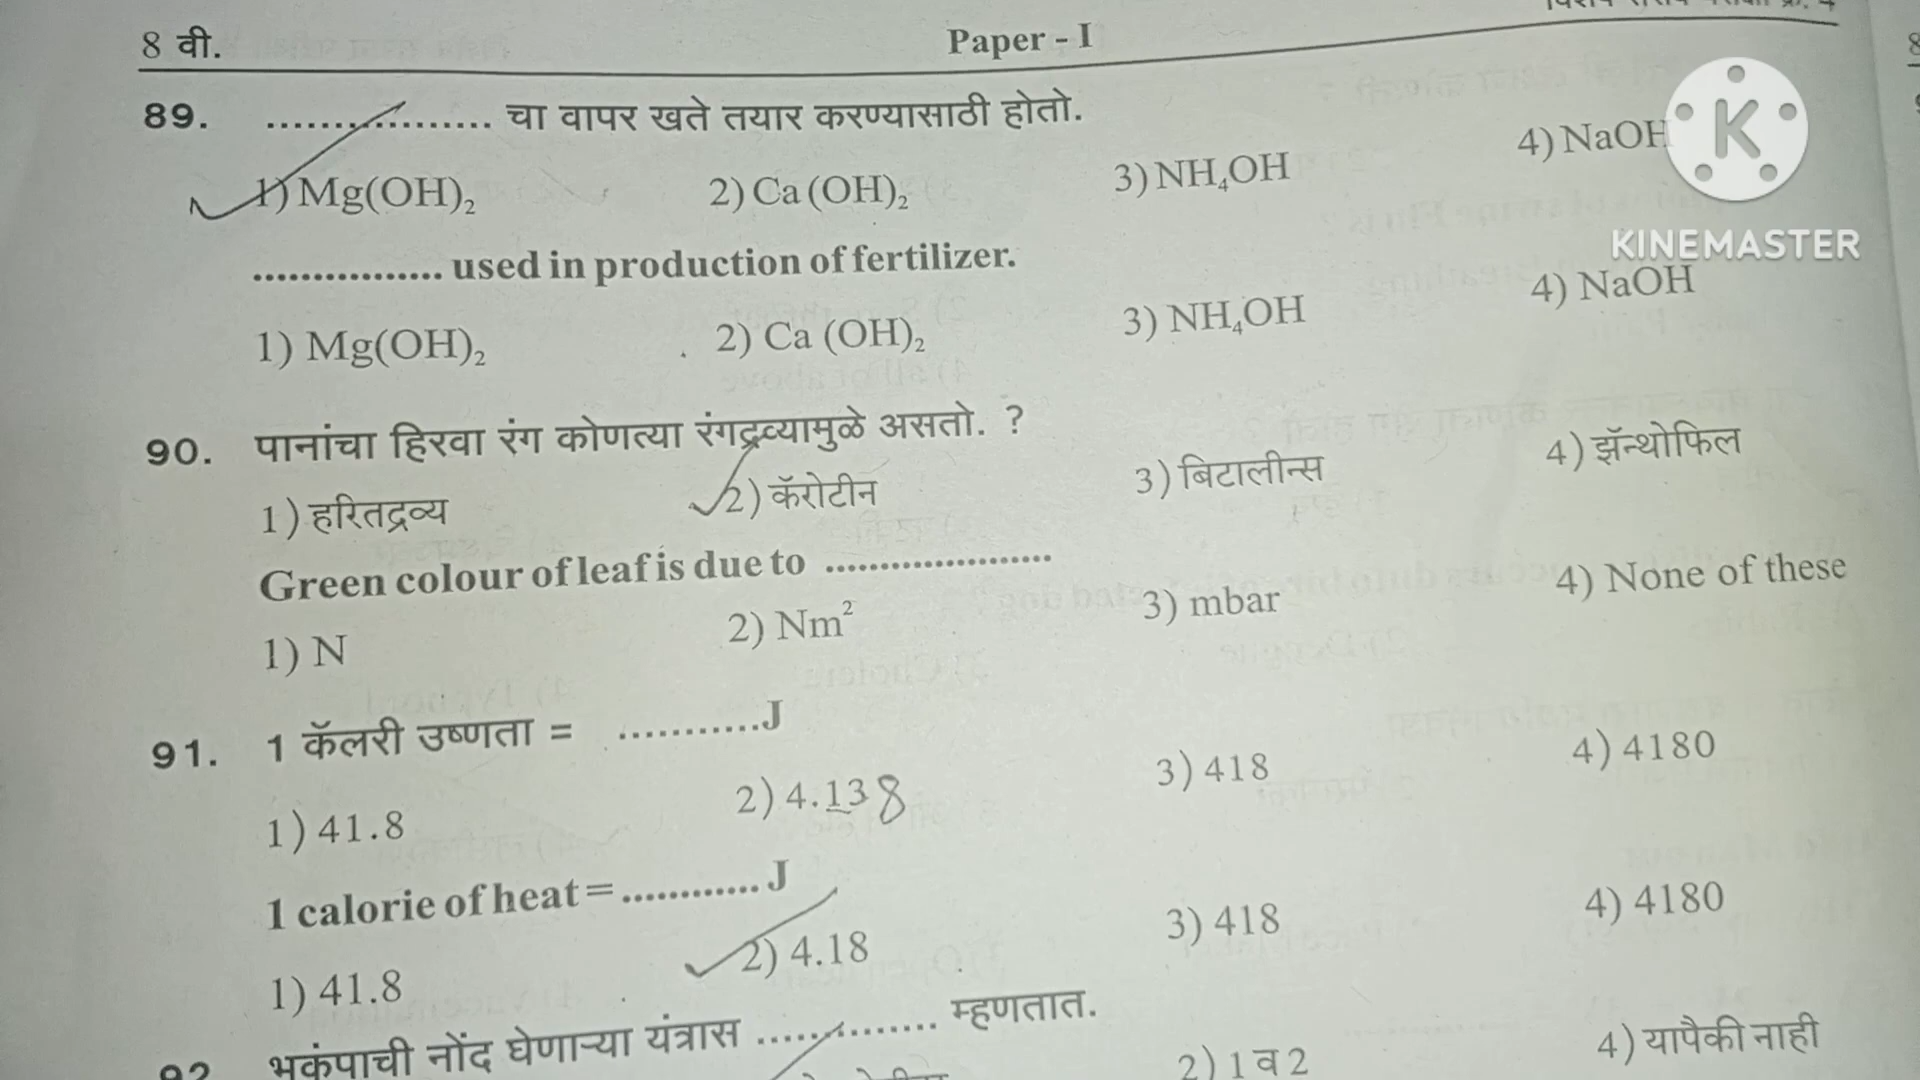 8 वी.
Paper - I
89. ................. चा वापर खते तयार करण्यासाठी होतो.
1) Mg(OH)₂ 2) Ca (OH)₂ 3) NH₄OH 4) NaOH
K
KINEMASTER
................ used in production of fertilizer.
1) Mg(OH)₂ 2) Ca (OH)₂ 3) NH₄OH 4) NaOH
90. पानांचा हिरवा रंग कोणत्या रंगद्रव्यामुळे असतो. ?
1) हरितद्रव्य 2) कॅरोटीन 3) बिटालीन्स 4) झॅन्थोफिल
Green colour of leaf is due to .....................
1) N 2) Nm² 3) mbar 4) None of these
91. 1 कॅलरी उष्णता = ...........J
1) 41.8 2) 4.138 3) 418 4) 4180
1 calorie of heat = ............ J
1) 41.8 2) 4.18 3) 418 4) 4180
92 भकंपाची नोंद घेणाऱ्या यंत्रास .............. म्हणतात.
2) 1 व 2 4) यापैकी नाही